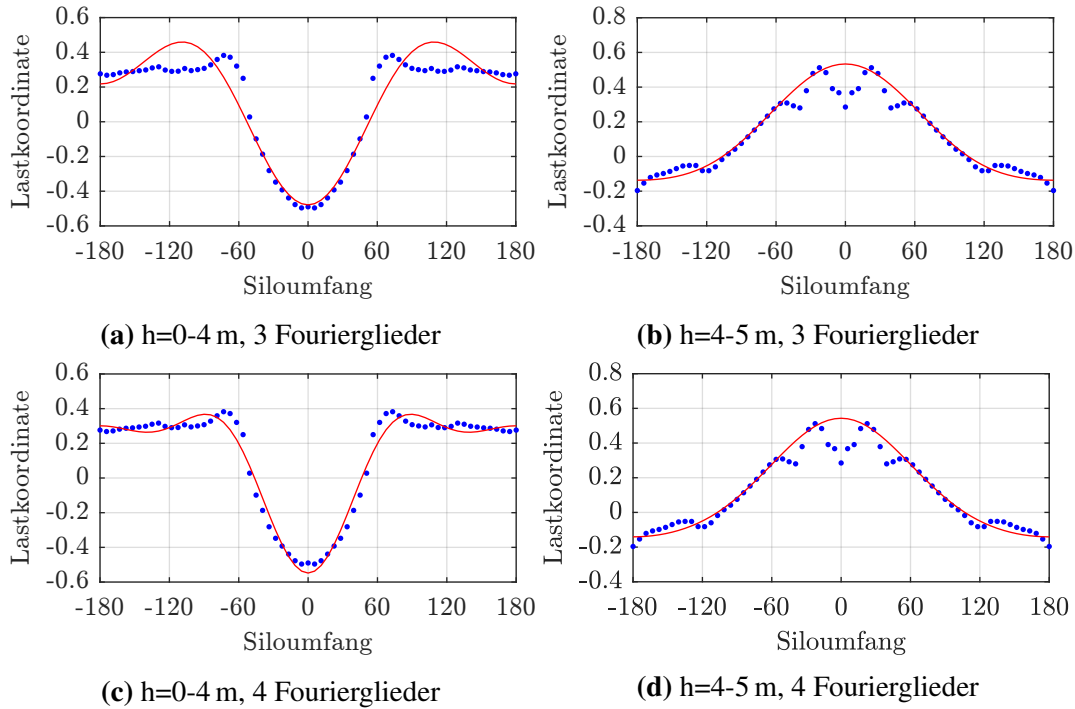 0.6
0.4
0.2
0
-0.2
-0.4
-0.6
Lastkoordinate
-180 -120 -60 0 60 120 180
Siloumfang
(a) h=0-4 m, 3 Fourierglieder
0.8
0.6
0.4
0.2
0
-0.2
-0.4
Lastkoordinate
-180 -120 -60 0 60 120 180
Siloumfang
(b) h=4-5 m, 3 Fourierglieder
0.6
0.4
0.2
0
-0.2
-0.4
-0.6
Lastkoordinate
-180 -120 -60 0 60 120 180
Siloumfang
(c) h=0-4 m, 4 Fourierglieder
0.8
0.6
0.4
0.2
0
-0.2
-0.4
Lastkoordinate
-180 -120 -60 0 60 120 180
Siloumfang
(d) h=4-5 m, 4 Fourierglieder